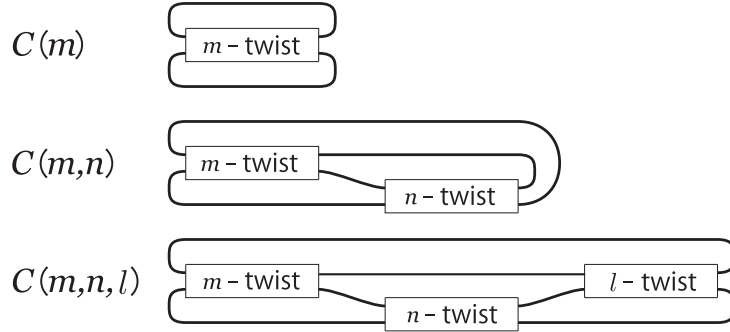 C(m)
m – twist
C(m,n)
m – twist
n – twist
C(m,n,l)
m – twist
l – twist
n – twist